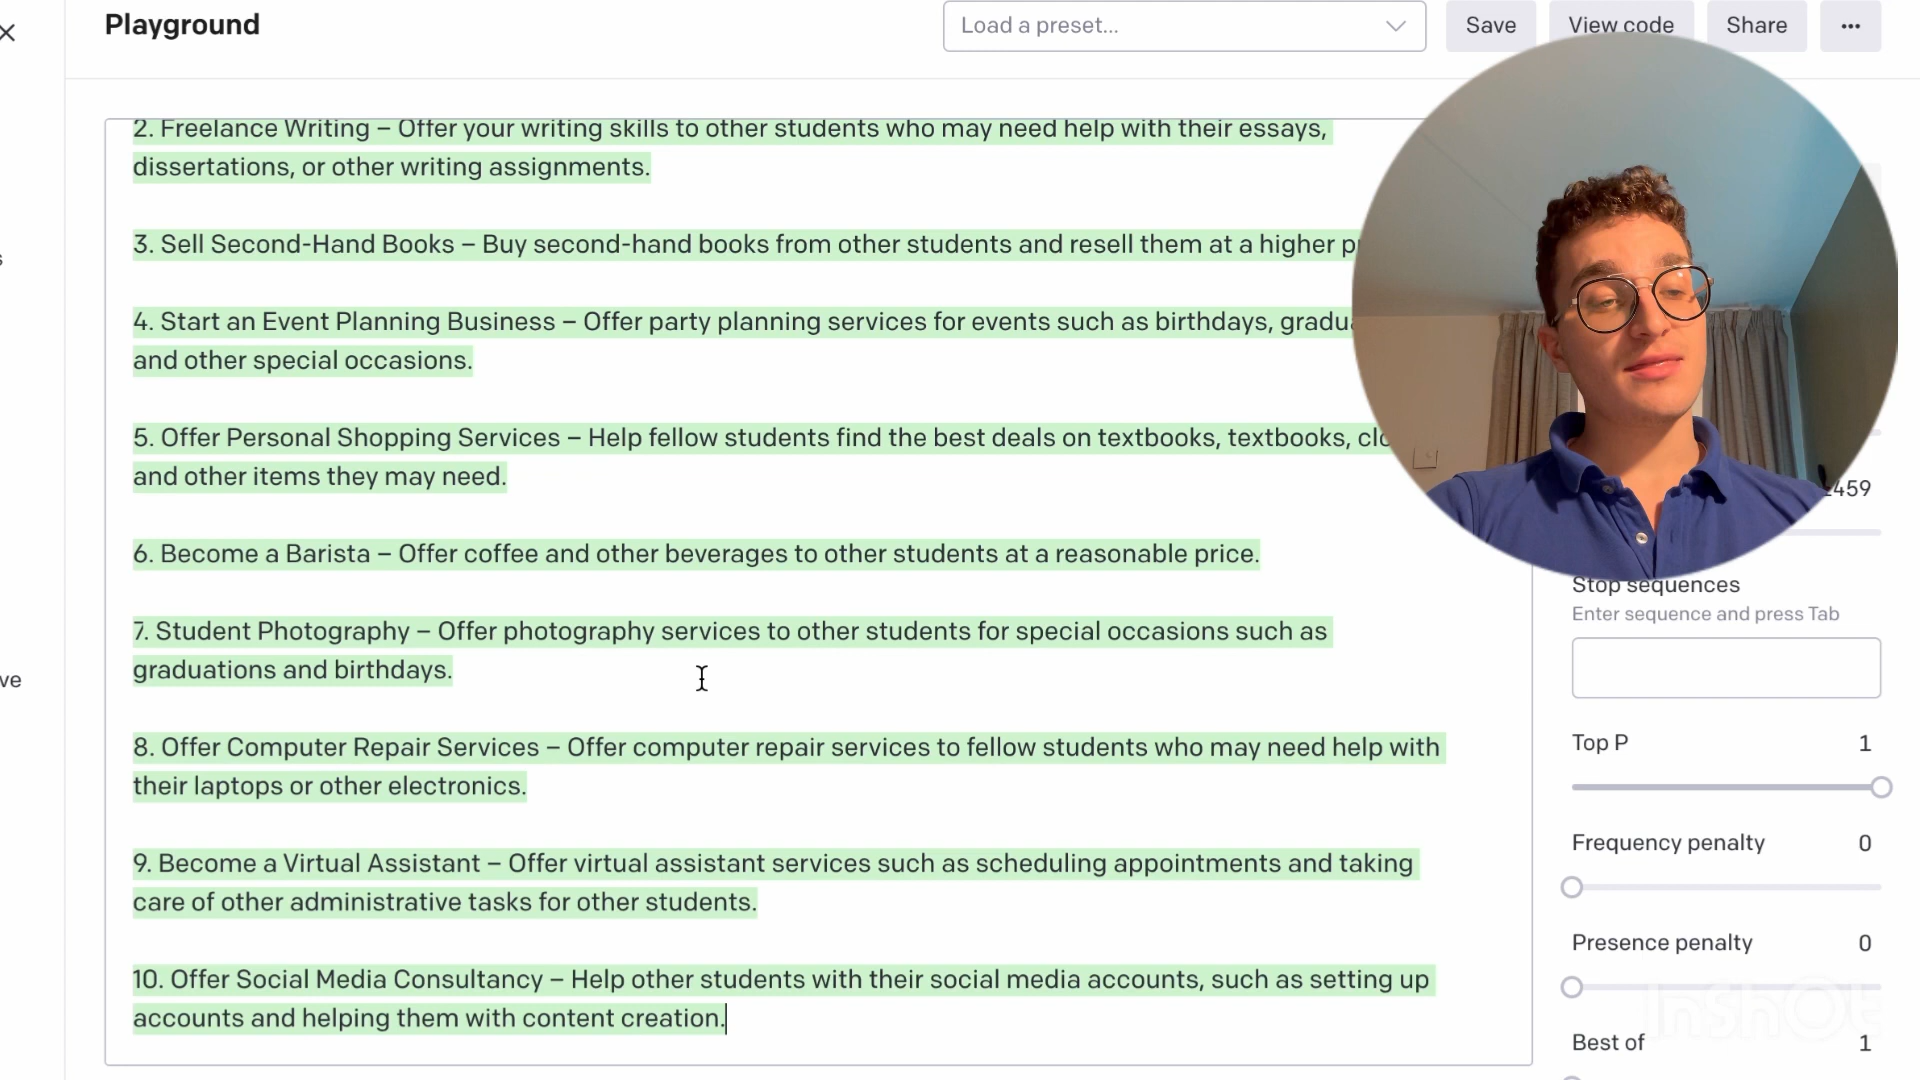 Playground
Load a preset...
Save
View code
Share
2. Freelance Writing – Offer your writing skills to other students who may need help with their essays,
dissertations, or other writing assignments.
3. Sell Second-Hand Books – Buy second-hand books from other students and resell them at a higher
4. Start an Event Planning Business – Offer party planning services for events such as birthdays,
and other special occasions.
5. Offer Personal Shopping Services – Help fellow students find the best deals on textbooks, textbooks,
and other items they may need.
6. Become a Barista – Offer coffee and other beverages to other students at a reasonable price.
7. Student Photography – Offer photography services to other students for special occasions such as
graduations and birthdays.
8. Offer Computer Repair Services – Offer computer repair services to fellow students who may need help with
their laptops or other electronics.
9. Become a Virtual Assistant – Offer virtual assistant services such as scheduling appointments and taking
care of other administrative tasks for other students.
10. Offer Social Media Consultancy – Help other students with their social media accounts, such as setting up
accounts and helping them with content creation.
ve
459
Stop sequences
Enter sequence and press Tab
Top P 1
Frequency penalty 0
Presence penalty 0
Best of 1
InShOt